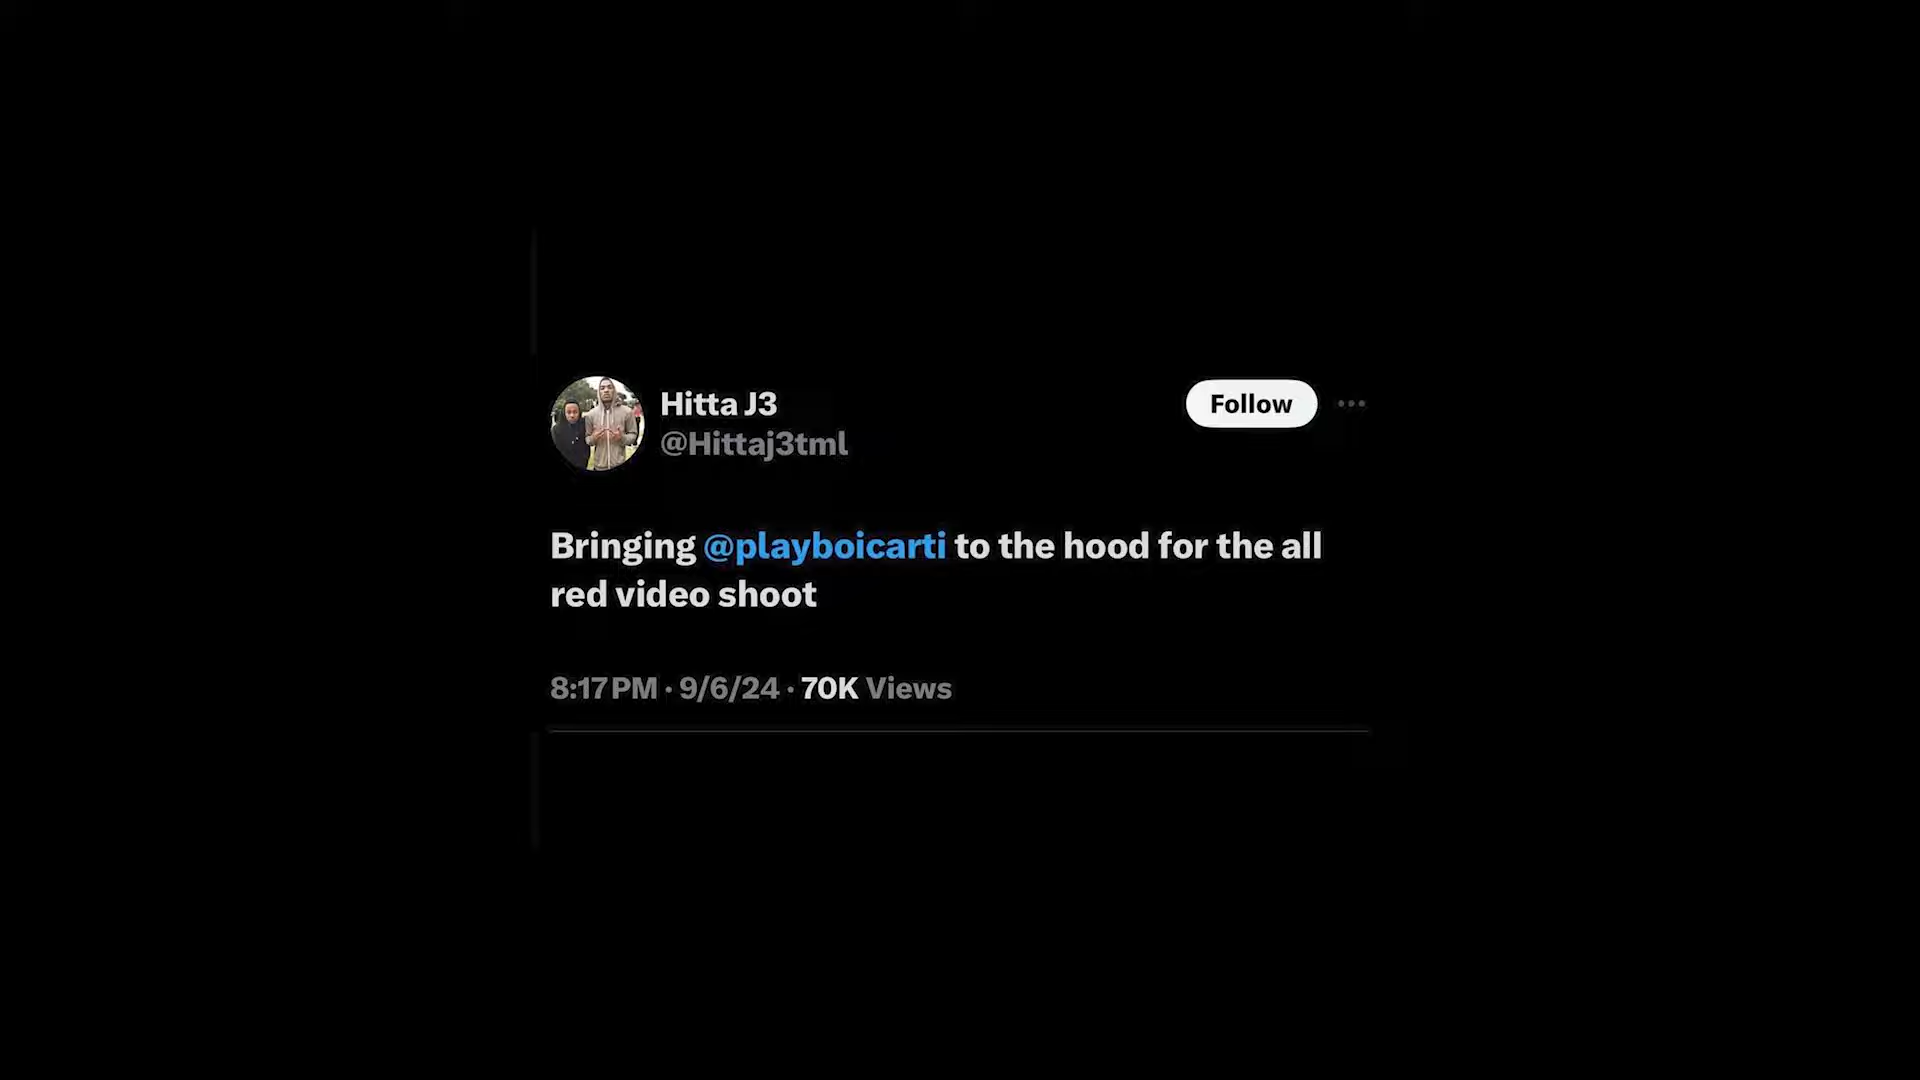 Hitta J3
Follow
@Hittaj3tml
Bringing @playboicarti to the hood for the all
red video shoot
8:17 PM · 9/6/24 · 70K Views